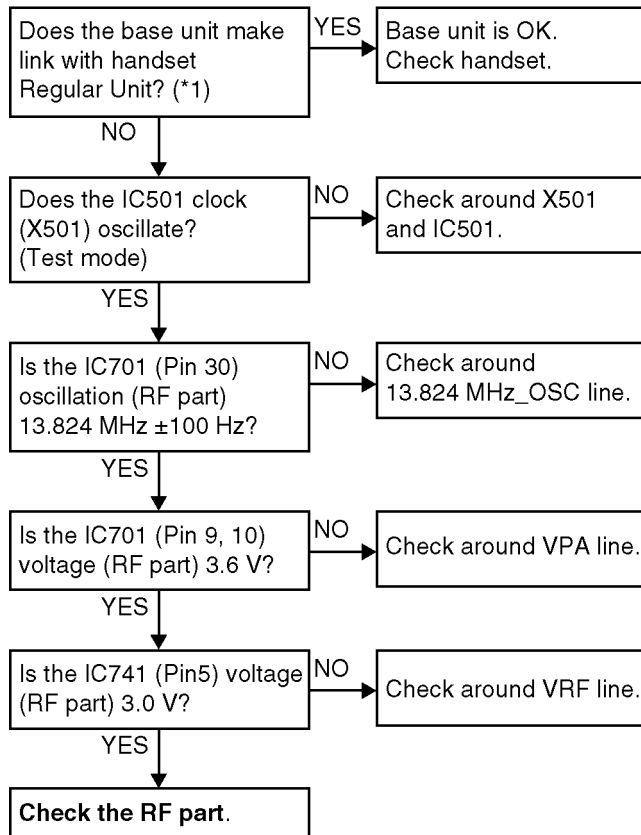 Does the base unit make
link with handset
Regular Unit? (*1)
YES
Base unit is OK.
Check handset.
NO
Does the IC501 clock
(X501) oscillate?
(Test mode)
NO
Check around X501
and IC501.
YES
Is the IC701 (Pin 30)
oscillation (RF part)
13.824 MHz ±100 Hz?
NO
Check around
13.824 MHz_OSC line.
YES
Is the IC701 (Pin 9, 10)
voltage (RF part) 3.6 V?
NO
Check around VPA line.
YES
Is the IC741 (Pin5) voltage
(RF part) 3.0 V?
NO
Check around VRF line.
YES
Check the RF part.